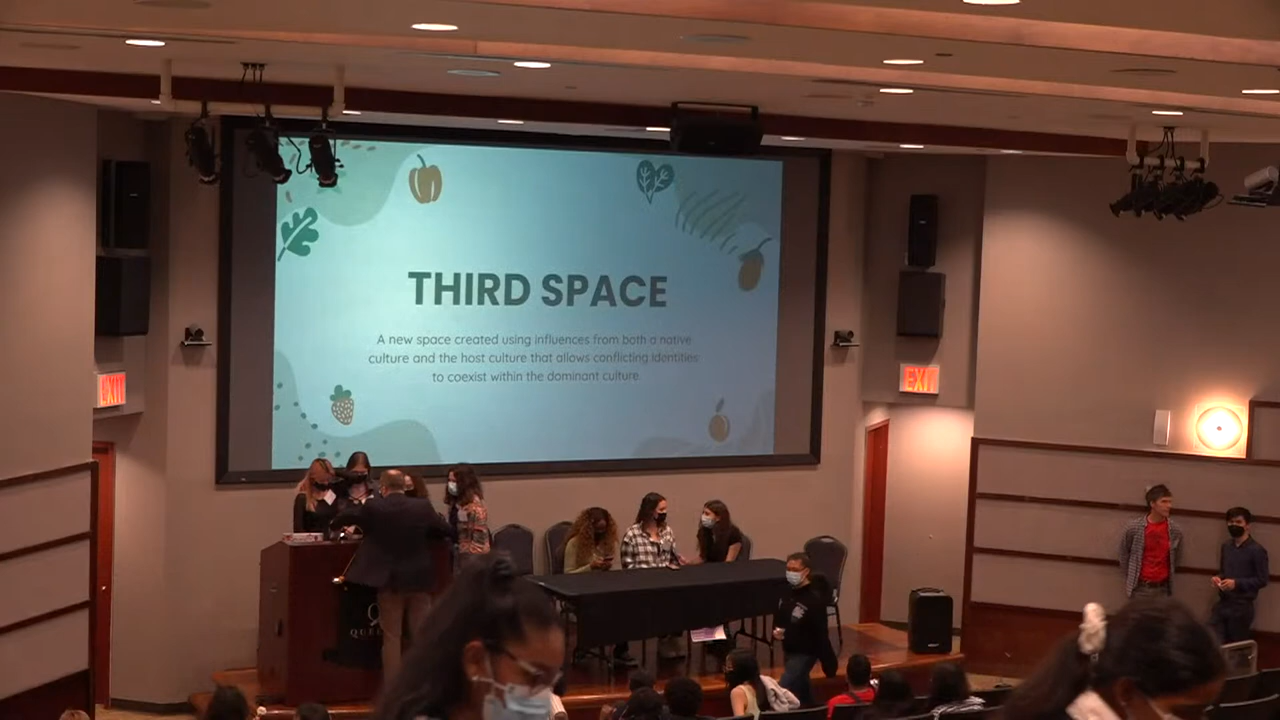 THIRD SPACE
A new space created using influences from both a native
culture and the host culture that allows conflicting identities
to coexist within the dominant culture.
EXIT
EXIT